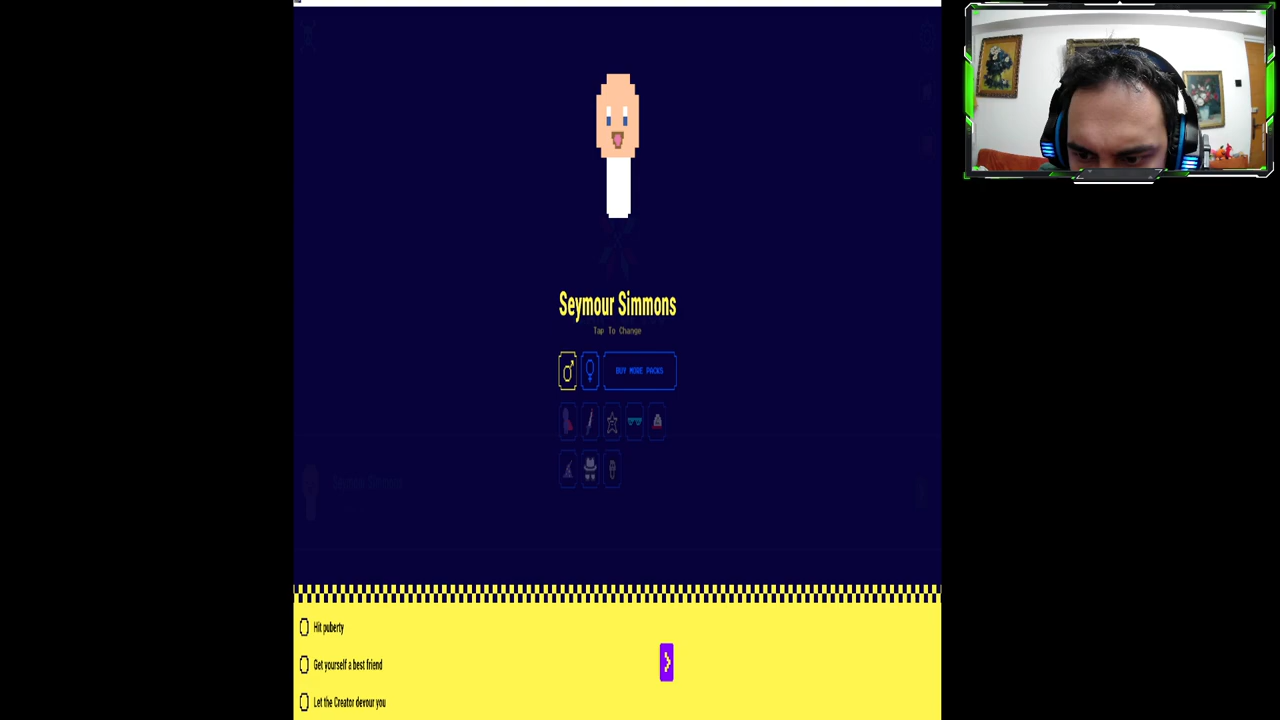 Seymour Simmons
Tap To Change
BUY MORE PACKS
Hit puberty
Get yourself a best friend
Let the Creator devour you